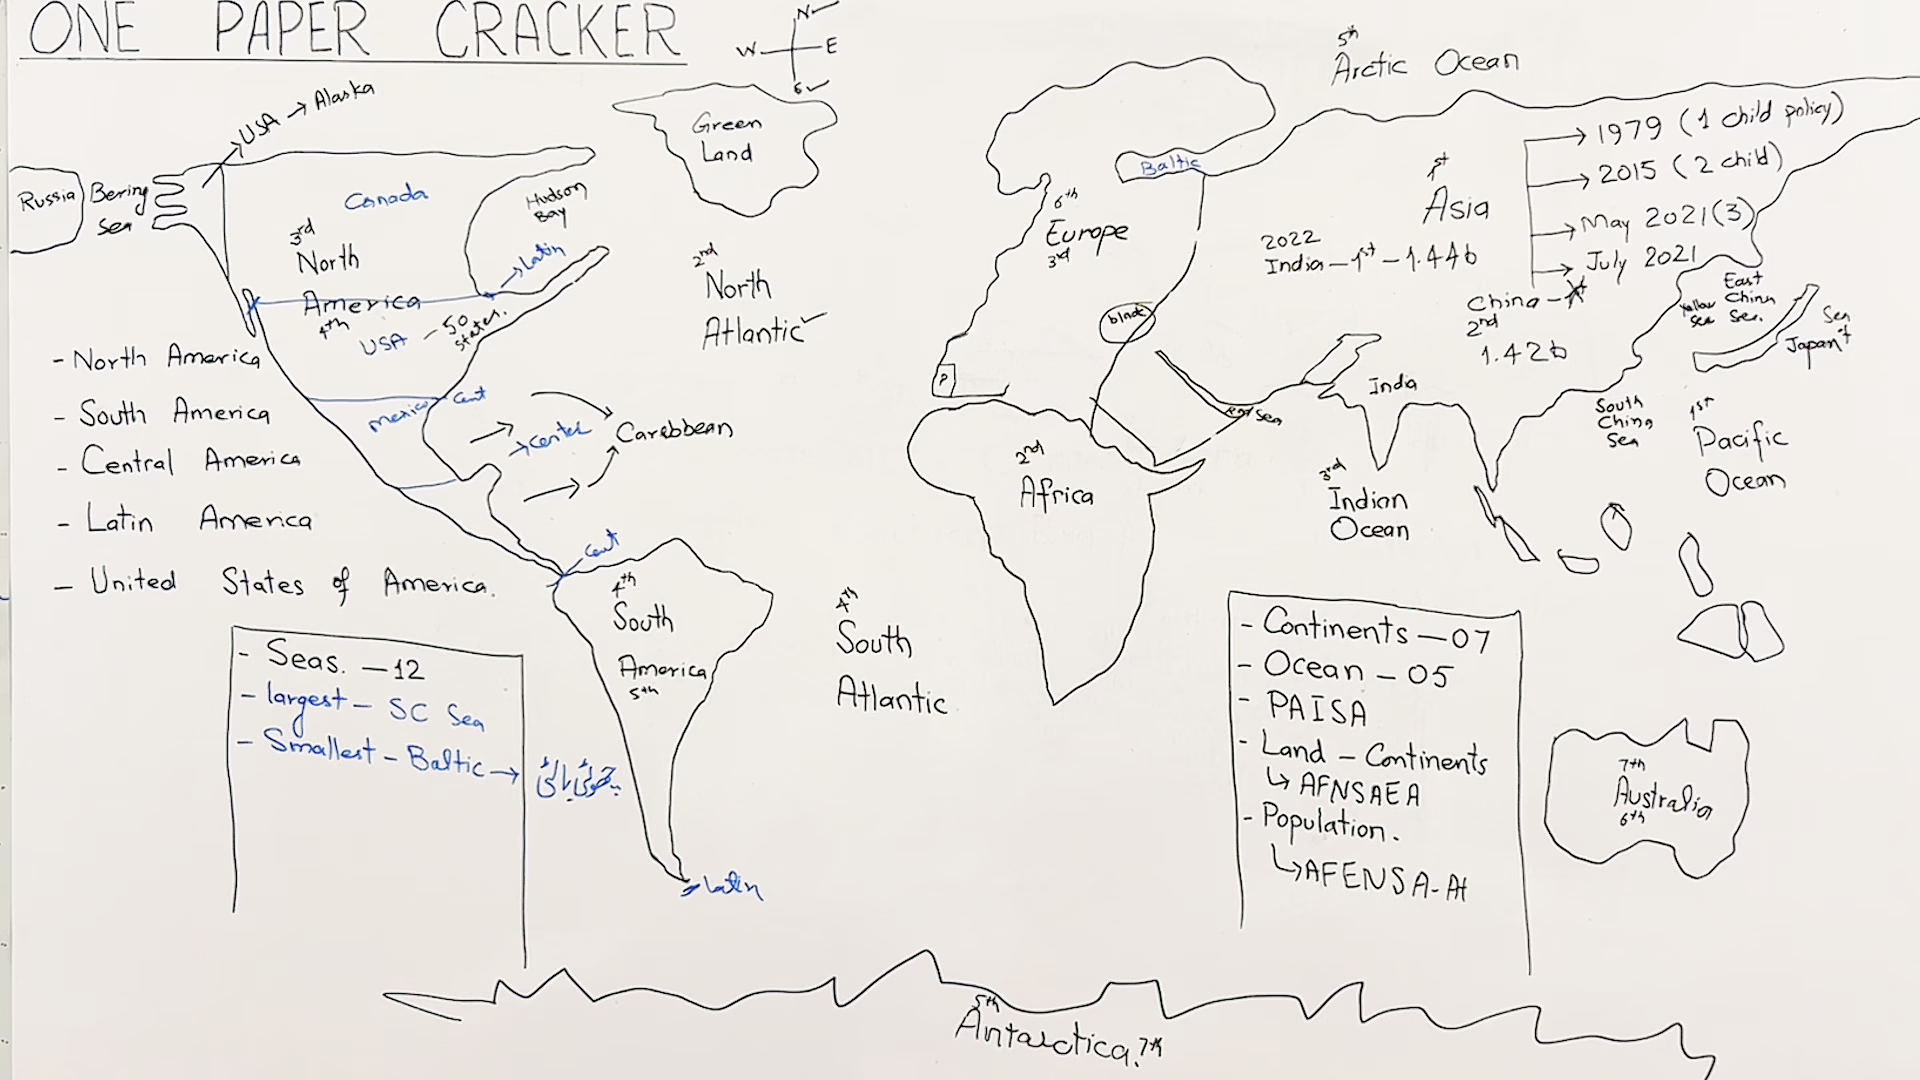 ONE PAPER CRACKER
N
W E
S
USA → Alaska
Russia
Bering
Sea
Canada
3rd
North
America
4th
USA - 50
states.
Hudson
Bay
→ Latin
Green
Land
2nd
North
Atlantic
- North America
- South America
- Central America
- Latin America
- United States of America.
Mexico
Cent
→ Center
Caribbean
Cent
4th
South
America
5th
→ Latin
4th
South
Atlantic
- Seas. - 12
- largest - SC Sea
- Smallest - Baltic →
5th
Arctic Ocean
Baltic
6th
Europe
3rd
black
P
Red Sea
2nd
Africa
1st
Asia
2022
India - 1st - 1.44b
→ 1979 (1 child policy)
→ 2015 (2 child)
→ May 2021 (3)
→ July 2021
China -
2nd
1.42b
India
3rd
Indian
Ocean
Yellow
Sea
East
China
Sea.
Sea
of
Japan
South
China
Sea
1st
Pacific
Ocean
- Continents - 07
- Ocean - 05
- PAISA
- Land - Continents
↳ AFNSAEA
- Population.
↳ AFENSA-At
7th
Australia
6th
5th
Antarctica.
7th